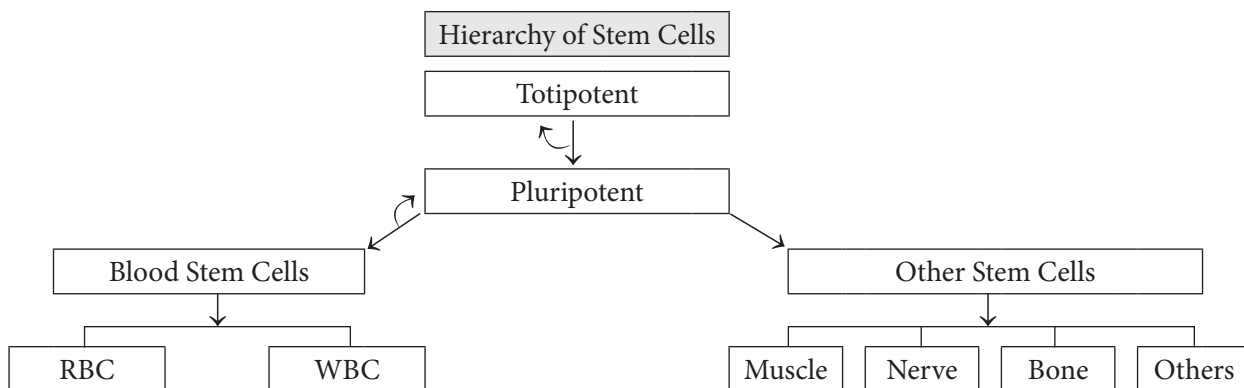 Hierarchy of Stem Cells
Totipotent
Pluripotent
Blood Stem Cells
Other Stem Cells
RBC
WBC
Muscle
Nerve
Bone
Others